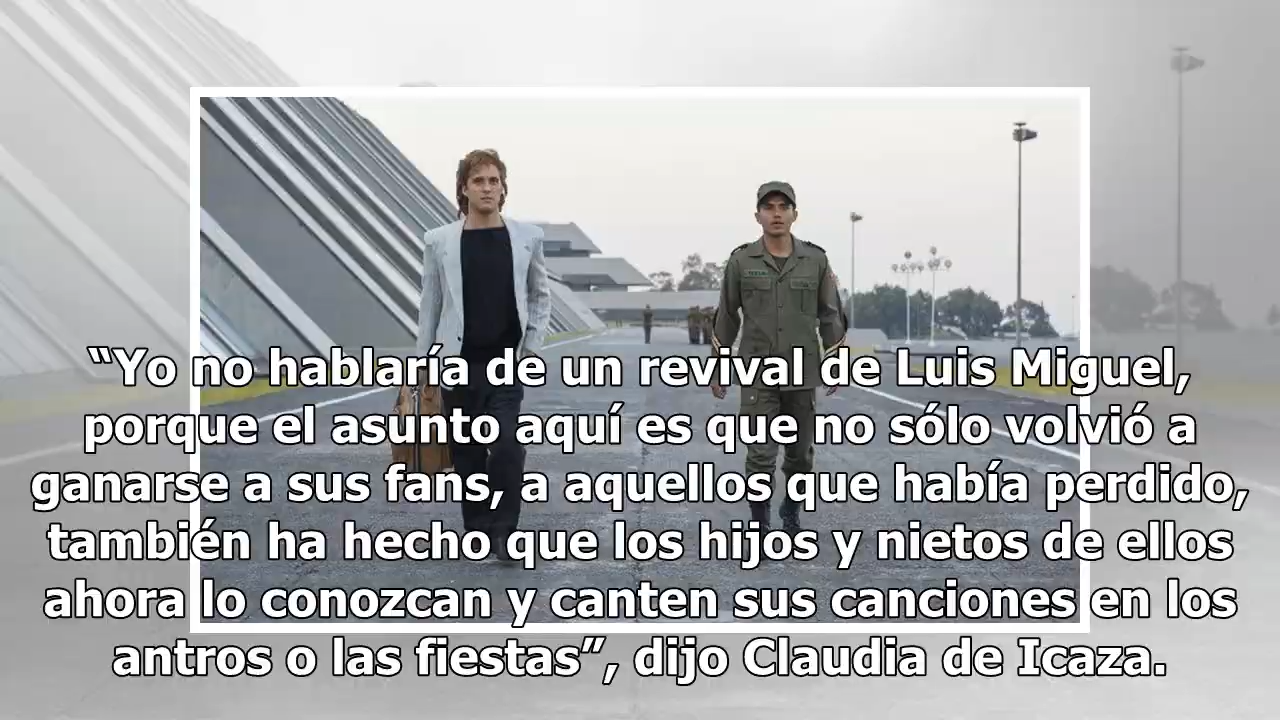 “Yo no hablaría de un revival de Luis Miguel,
porque el asunto aquí es que no sólo volvió a
ganarse a sus fans, a aquellos que había perdido,
también ha hecho que los hijos y nietos de ellos
ahora lo conozcan y canten sus canciones en los
antros o las fiestas”, dijo Claudia de Icaza.